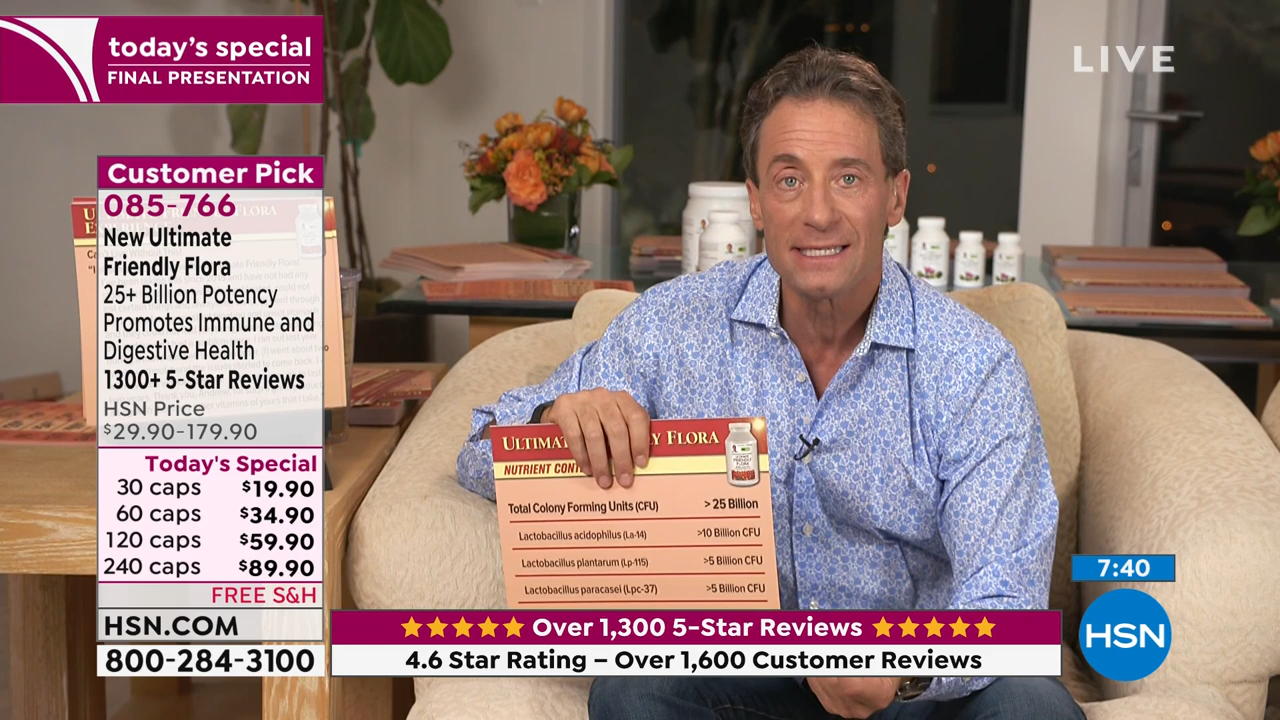 today's special
FINAL PRESENTATION
LIVE
Customer Pick
085-766
New Ultimate
Friendly Flora
25+ Billion Potency
Promotes Immune and
Digestive Health
1300+ 5-Star Reviews
HSN Price
$29.90-179.90
Today's Special
30 caps $19.90
60 caps $34.90
120 caps $59.90
240 caps $89.90
FREE S&H
HSN.COM
800-284-3100
FLORA
NUTRIENT
Total Colony Forming Units (CFU) > 25 Billion
Lactobacillus acidophilus (La-14) >10 Billion CFU
Lactobacillus plantarum (Lp-115) >5 Billion CFU
Lactobacillus paracasei (Lpc-37) >5 Billion CFU
7:40
HSN
★★★★★ Over 1,300 5-Star Reviews ★★★★★
4.6 Star Rating – Over 1,600 Customer Reviews